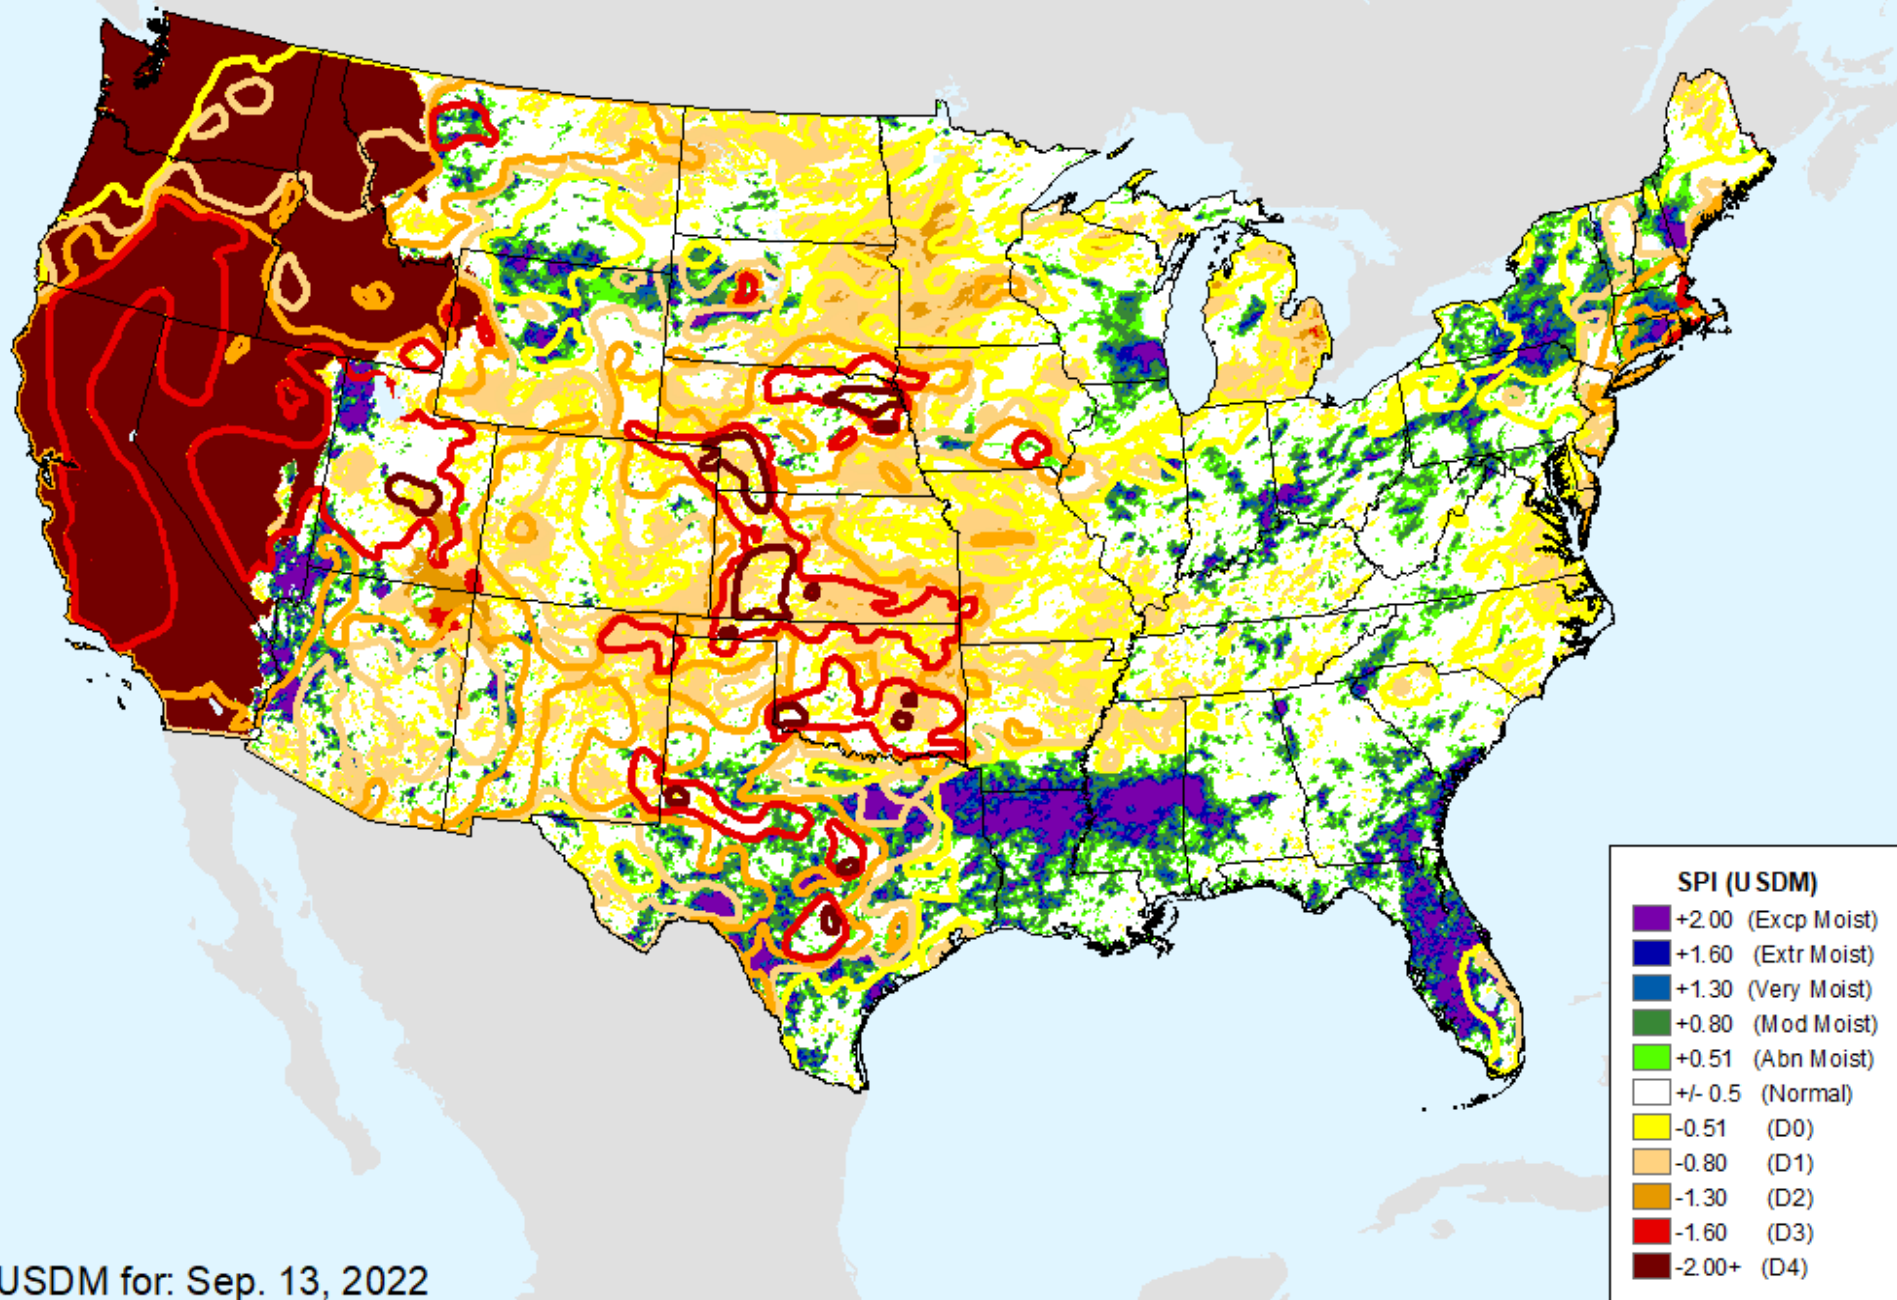 SPI (USDM)
+2.00 (Excp Moist)
+1.60 (Extr Moist)
+1.30 (Very Moist)
+0.80 (Mod Moist)
+0.51 (Abn Moist)
+/- 0.5 (Normal)
-0.51 (D0)
-0.80 (D1)
-1.30 (D2)
-1.60 (D3)
-2.00+ (D4)
USDM for: Sep. 13, 2022